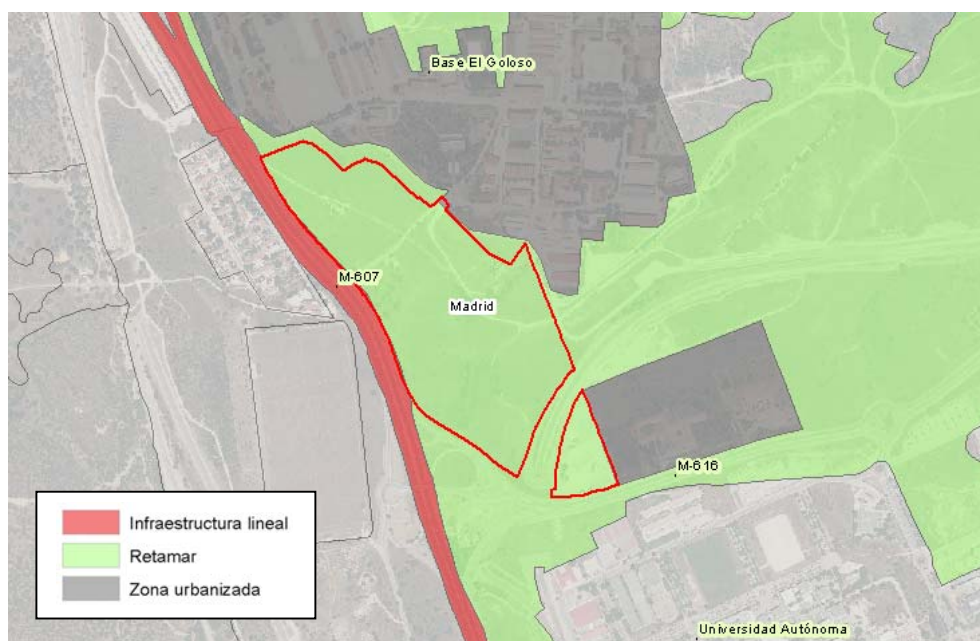 Base El Goloso
M-607
Madrid
M-616
Infraestructura lineal
Retamar
Zona urbanizada
Universidad Autónoma